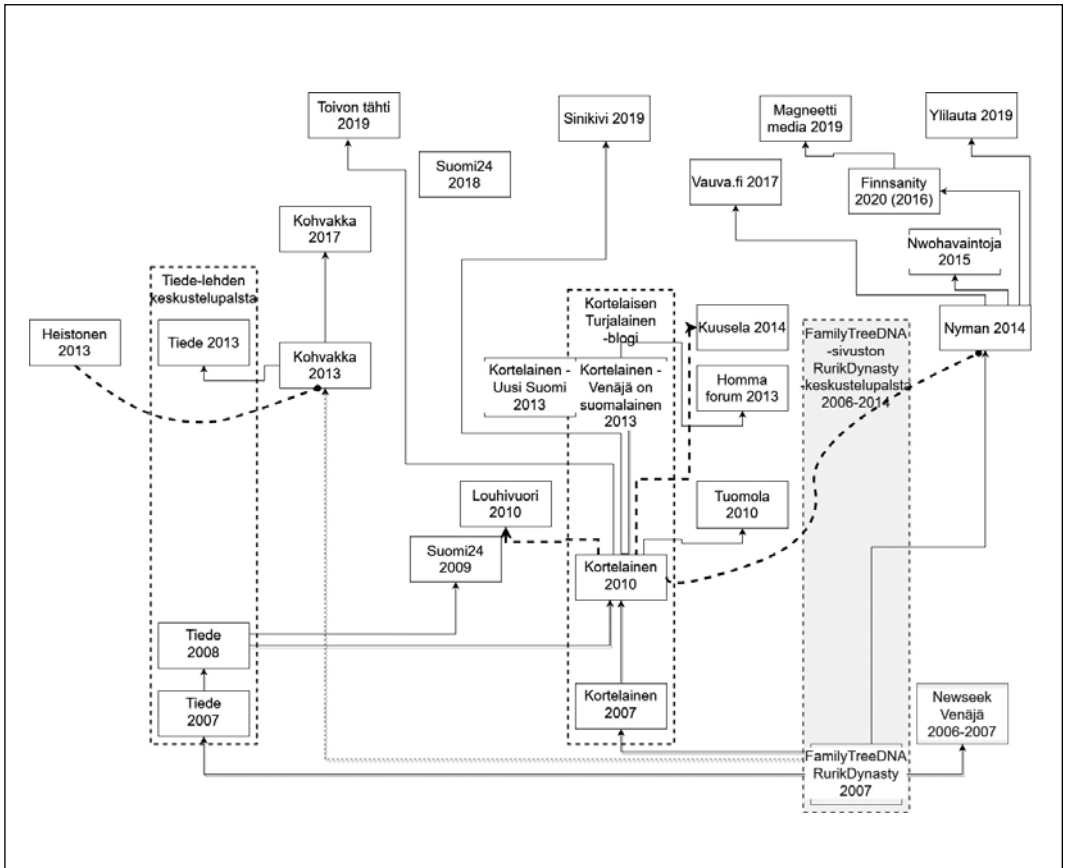 Toivon tähti
2019
Sinikivi 2019
Magneetti
media 2019
Ylilauta 2019
Suomi24
2018
Vauva.fi 2017
Finnsanity
2020 (2016)
Kohvakka
2017
Nwohavaintoja
2015
Tiede-lehden
keskustelupalsta
Kortelaisen
Turjalainen
-blogi
Heistonen
2013
Tiede 2013
Kohvakka
2013
Kuusela 2014
FamilyTreeDNA
-sivuston
RurikDynasty
-keskustelupalsta
2006-2014
Nyman 2014
Kortelainen -
Uusi Suomi
2013
Kortelainen -
Venäjä on
suomalainen
2013
Homma
forum 2013
Louhivuori
2010
Tuomola
2010
Suomi24
2009
Kortelainen
2010
Tiede
2008
Tiede
2007
Kortelainen
2007
Newseek
Venäjä
2006-2007
FamilyTreeDNA
RurikDynasty
2007